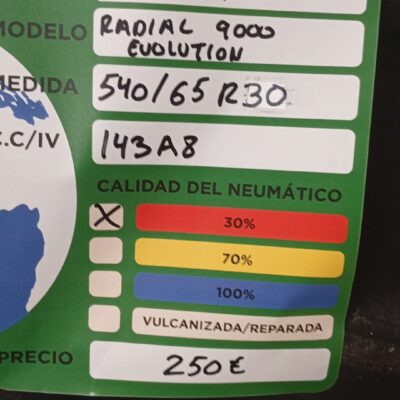 MODELO RADIAL 9000
EVOLUTION
MEDIDA 540/65 R30
.C/IV 143A8
CALIDAD DEL NEUMÁTICO
X 30%
70%
100%
VULCANIZADA/REPARADA
PRECIO 250€